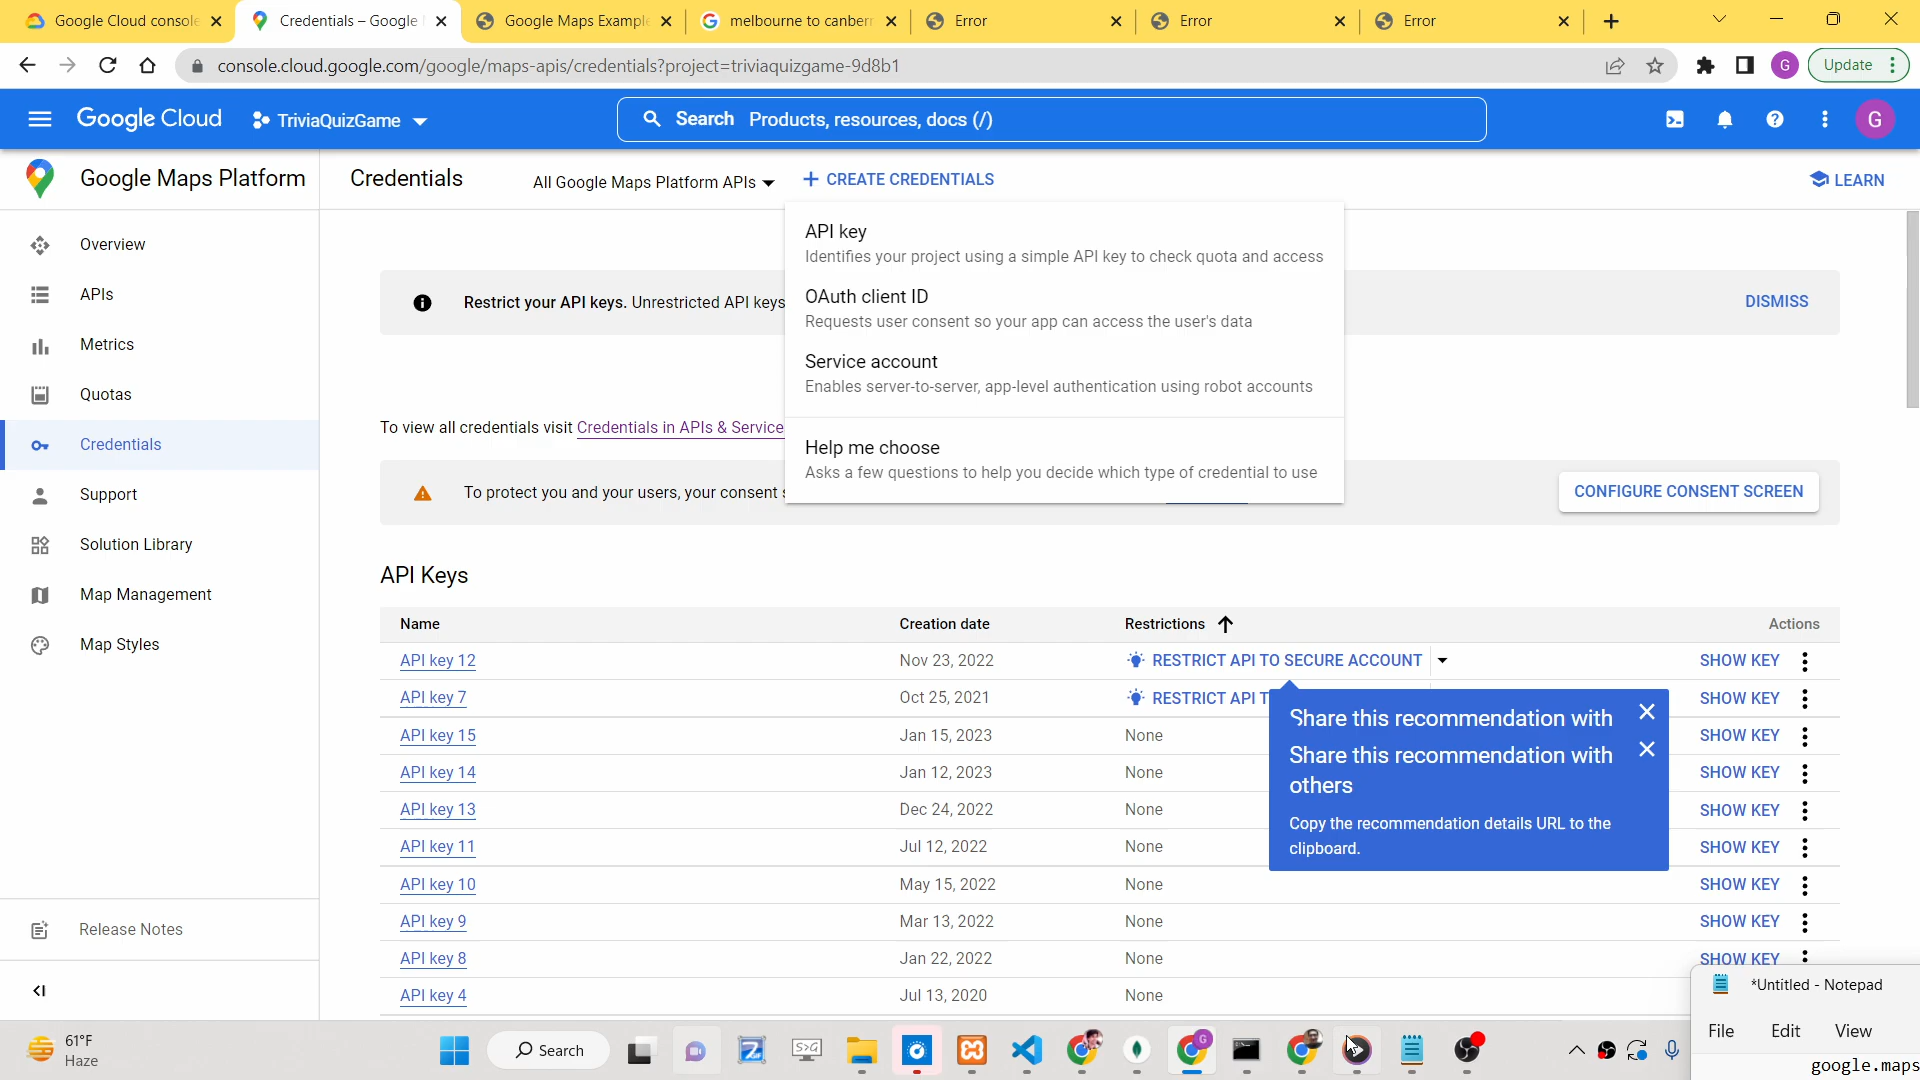 Google Cloud console
Credentials – Google
Google Maps Example
melbourne to canberr
Error
Error
Error
console.cloud.google.com/google/maps-apis/credentials?project=triviaquizgame-9d8b1
G
Update
Google Cloud
TriviaQuizGame
Search Products, resources, docs (/)
G
Google Maps Platform
Credentials
All Google Maps Platform APIs
CREATE CREDENTIALS
LEARN
Overview
APIs
Metrics
Quotas
Credentials
Support
Solution Library
Map Management
Map Styles
Release Notes
API key
Identifies your project using a simple API key to check quota and access
OAuth client ID
Requests user consent so your app can access the user's data
Service account
Enables server-to-server, app-level authentication using robot accounts
Help me choose
Asks a few questions to help you decide which type of credential to use
Restrict your API keys. Unrestricted API keys
DISMISS
To view all credentials visit Credentials in APIs & Service
To protect you and your users, your consent s
CONFIGURE CONSENT SCREEN
API Keys
Name Creation date Restrictions Actions
API key 12 Nov 23, 2022 RESTRICT API TO SECURE ACCOUNT SHOW KEY
API key 7 Oct 25, 2021 RESTRICT API T SHOW KEY
API key 15 Jan 15, 2023 None SHOW KEY
API key 14 Jan 12, 2023 None SHOW KEY
API key 13 Dec 24, 2022 None SHOW KEY
API key 11 Jul 12, 2022 None SHOW KEY
API key 10 May 15, 2022 None SHOW KEY
API key 9 Mar 13, 2022 None SHOW KEY
API key 8 Jan 22, 2022 None SHOW KEY
API key 4 Jul 13, 2020 None
Share this recommendation with
Share this recommendation with
others
Copy the recommendation details URL to the
clipboard.
*Untitled - Notepad
File Edit View
google.maps
61°F
Haze
Search